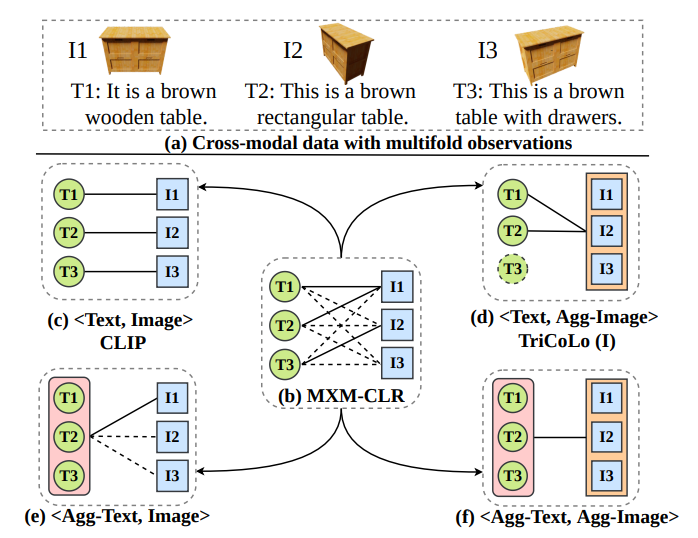 I1
I2
I3
T1: It is a brown
wooden table.
T2: This is a brown
rectangular table.
T3: This is a brown
table with drawers.
(a) Cross-modal data with multifold observations
T1 I1
T2 I2
T3 I3
(c) <Text, Image>
CLIP
T1 I1
T2 I2
T3 I3
(b) MXM-CLR
T1 I1
T2 I2
T3 I3
(d) <Text, Agg-Image>
TriCoLo (I)
T1 I1
T2 I2
T3 I3
(e) <Agg-Text, Image>
T1 I1
T2 I2
T3 I3
(f) <Agg-Text, Agg-Image>